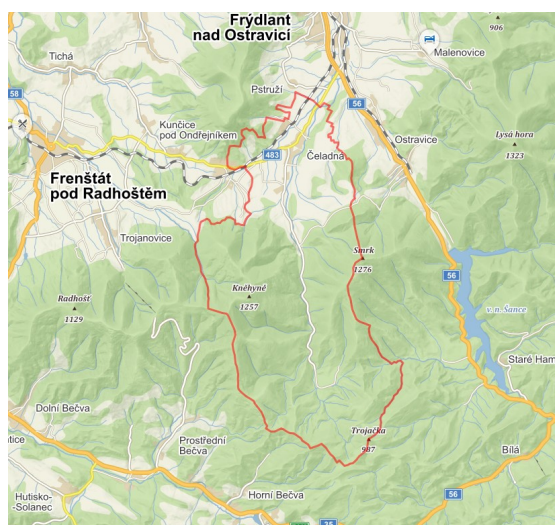 Frýdlant
nad Ostravicí
906
Malenovice
Tichá
58
Pstruží
56
Kunčice
pod Ondřejníkem
Ostravice
Lysá hora
1323
483
Čeladná
Frenštát
pod Radhoštěm
Trojanovice
Smrk
1276
56
Kněhyně
1257
Radhošť
1129
v. n. Šance
Staré Ham
Dolní Bečva
Trojačka
987
Prostřední
Bečva
Bílá
tice
Hutisko-
Solanec
Horní Bečva
56
35